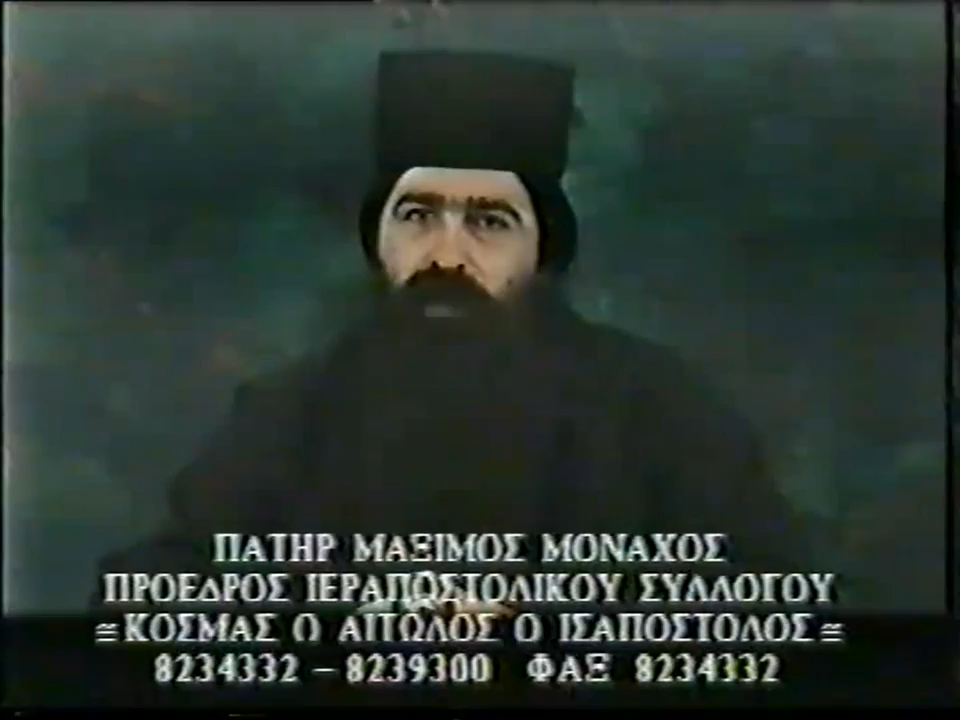 ΠΑΤΗΡ ΜΑΞΙΜΟΣ ΜΟΝΑΧΟΣ
ΠΡΟΕΔΡΟΣ ΙΕΡΑΠΟΣΤΟΛΙΚΟΥ ΣΥΛΛΟΓΟΥ
≅ΚΟΣΜΑΣ Ο ΑΙΤΩΛΟΣ Ο ΙΣΑΠΟΣΤΟΛΟΣ≅
8234332 – 8239300 ΦΑΞ 8234332